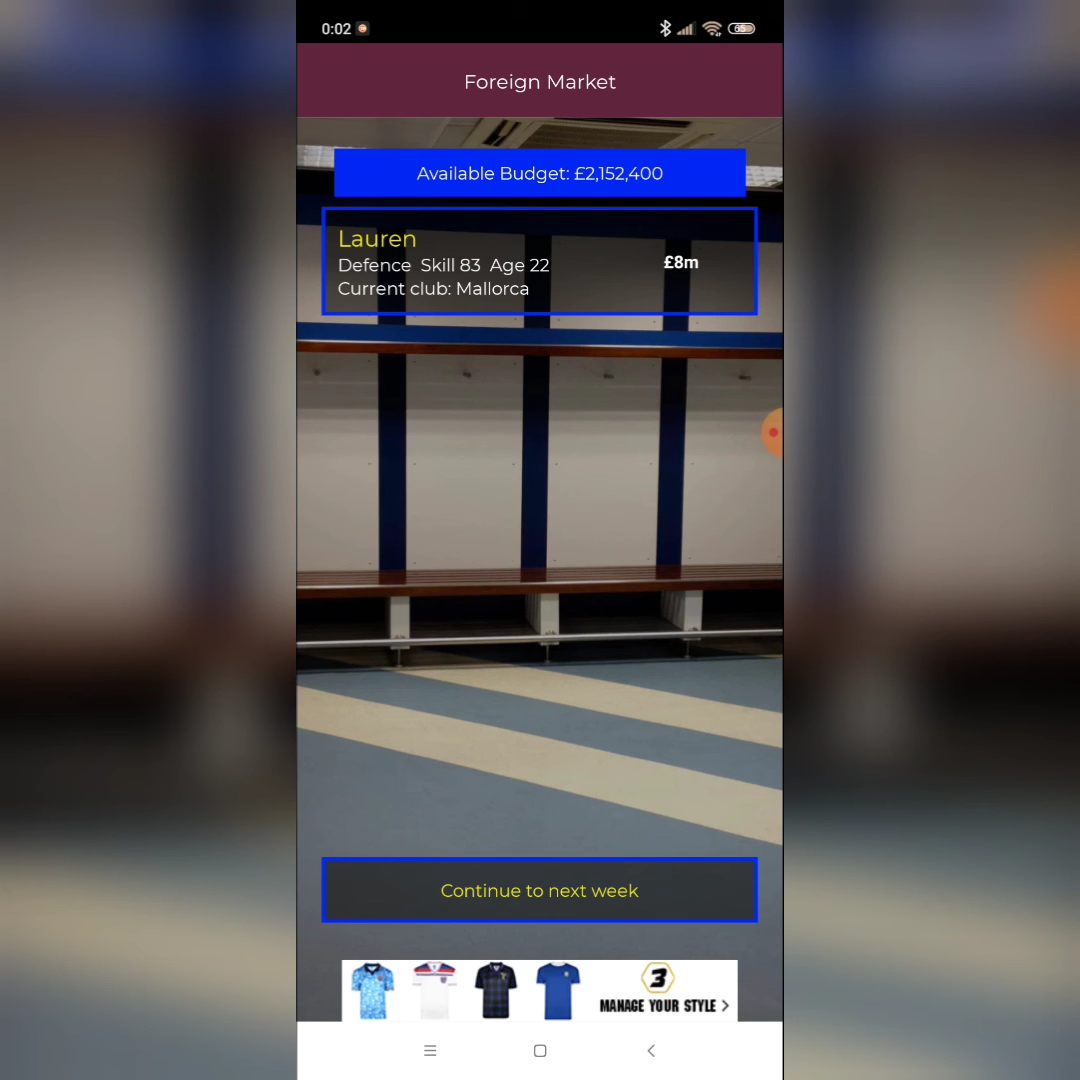 0:02
65
Foreign Market
Available Budget: £2,152,400
Lauren
Defence Skill 83 Age 22
£8m
Current club: Mallorca
Continue to next week
3
MANAGE YOUR STYLE >